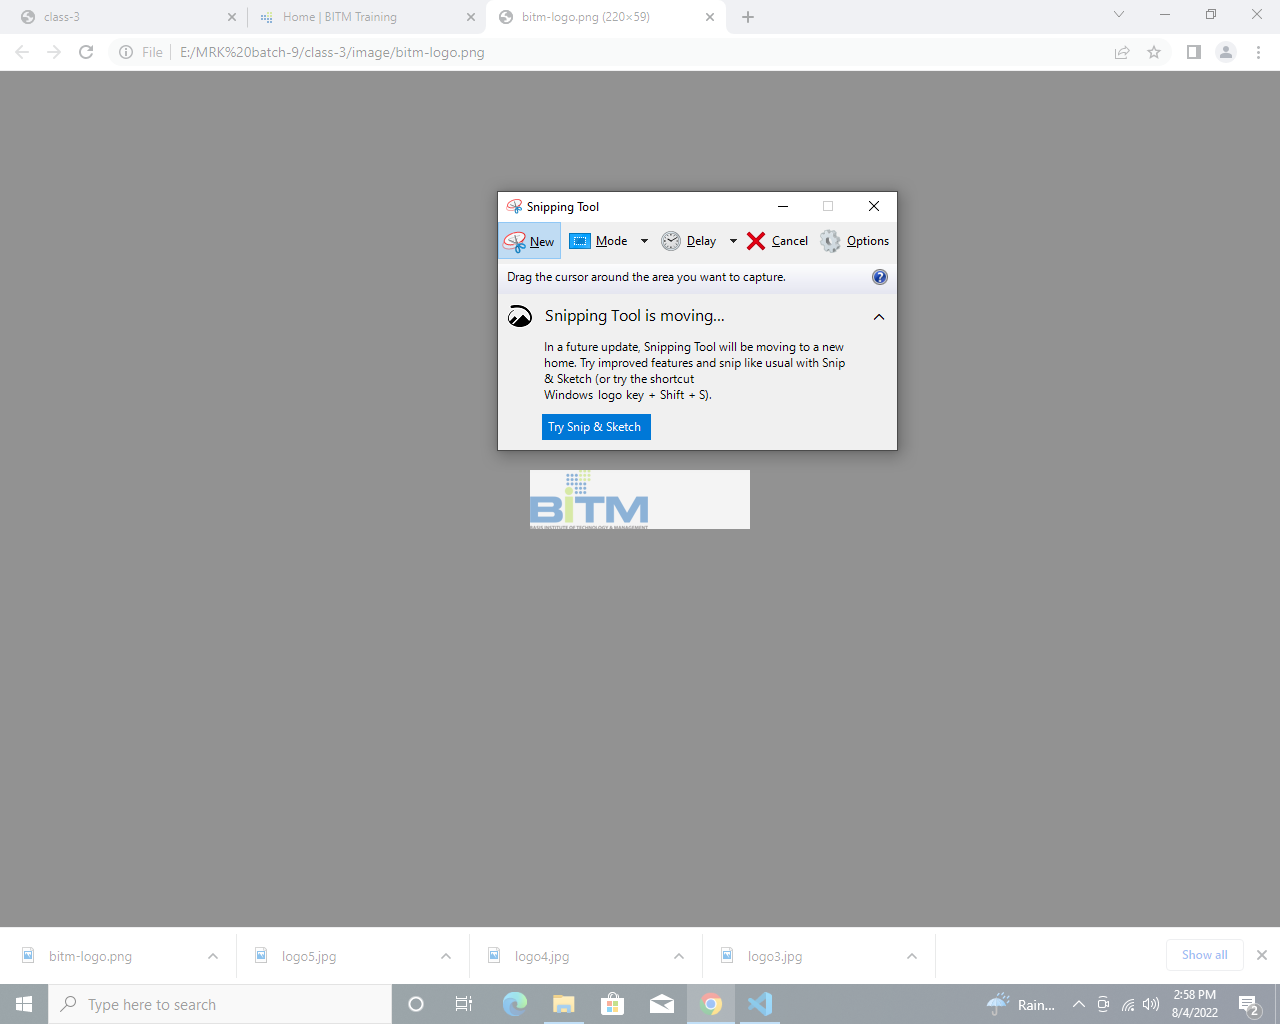 class-3
Home | BITM Training
bitm-logo.png (220×59)
File
E:/MRK%20batch-9/class-3/image/bitm-logo.png
Snipping Tool
New
Mode
Delay
Cancel
Options
Drag the cursor around the area you want to capture.
Snipping Tool is moving...
In a future update, Snipping Tool will be moving to a new
home. Try improved features and snip like usual with Snip
& Sketch (or try the shortcut
Windows logo key + Shift + S).
Try Snip & Sketch
BiTM
BASIS INSTITUTE OF TECHNOLOGY & MANAGEMENT
bitm-logo.png
logo5.jpg
logo4.jpg
logo3.jpg
Show all
Type here to search
Rain...
2:58 PM
8/4/2022
2